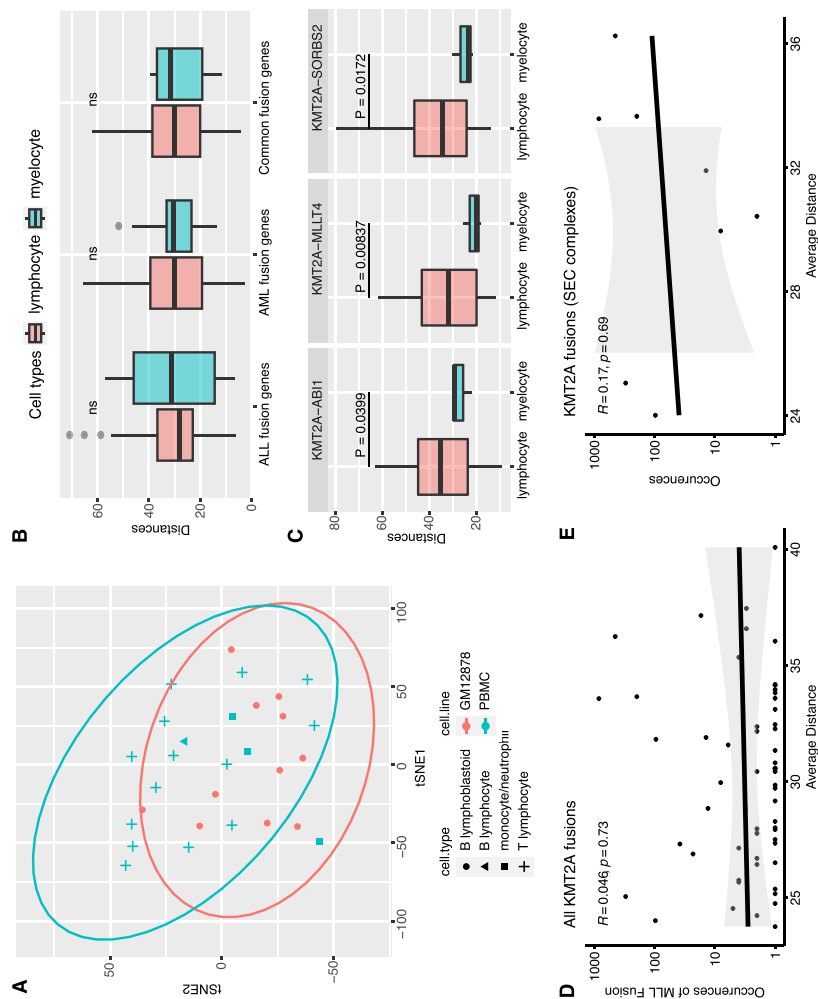 A
50
0
−50
tSNE2
−100
−50
0
50
100
tSNE1
cell.type
B lymphoblastoid
B lymphocyte
monocyte/neutrophil
T lymphocyte
cell.line
GM12878
PBMC
B
Cell types
lymphocyte
myelocyte
60
40
20
0
Distances
ns
ns
ns
ALL fusion genes
AML fusion genes
Common fusion genes
C
KMT2A−ABI1
KMT2A−MLLT4
KMT2A−SORBS2
80
60
40
20
Distances
P = 0.0399
P = 0.00837
P = 0.0172
lymphocyte
myelocyte
lymphocyte
myelocyte
lymphocyte
myelocyte
D
All KMT2A fusions
R = 0.046, p = 0.73
1000
100
10
1
Occurences of MLL Fusion
25
30
35
40
Average Distance
E
KMT2A fusions (SEC complexes)
R = 0.17, p = 0.69
1000
100
10
1
Occurences
24
28
32
36
Average Distance